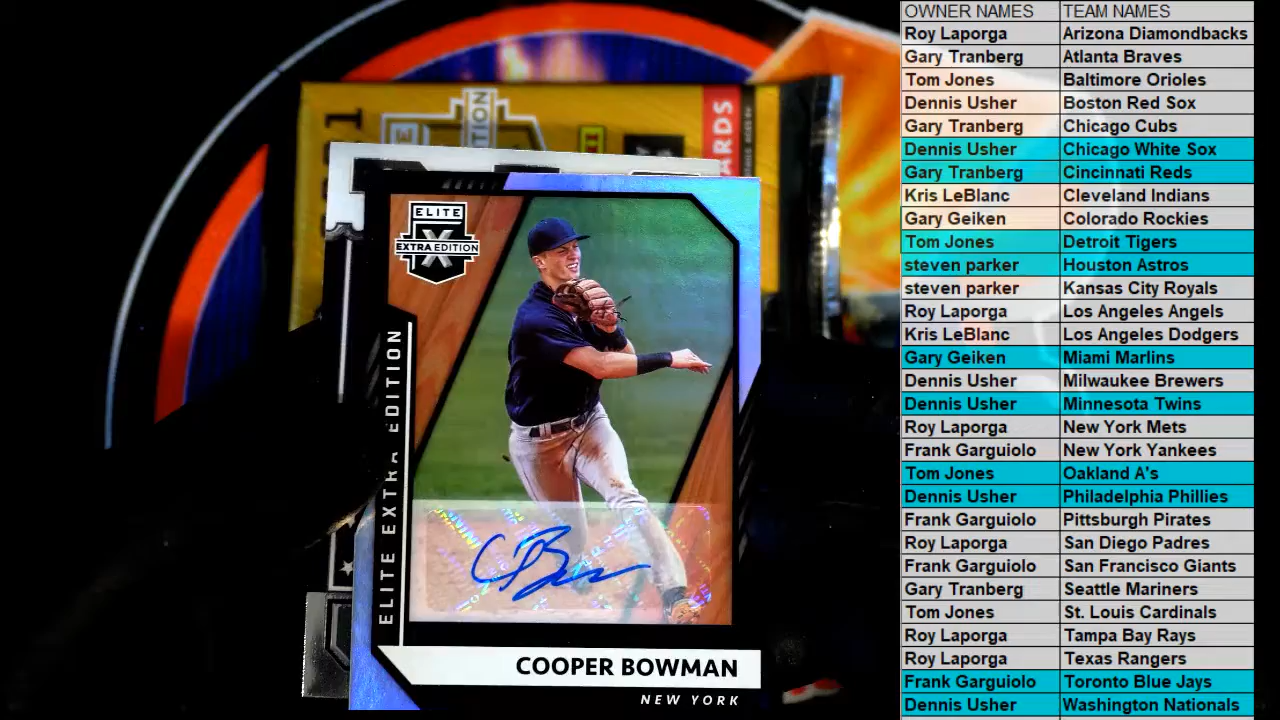 ELITE
EXTRA EDITION
ELITE EXTRA EDITION
COOPER BOWMAN
NEW YORK
OWNER NAMES TEAM NAMES
Roy Laporga Arizona Diamondbacks
Gary Tranberg Atlanta Braves
Tom Jones Baltimore Orioles
Dennis Usher Boston Red Sox
Gary Tranberg Chicago Cubs
Dennis Usher Chicago White Sox
Gary Tranberg Cincinnati Reds
Kris LeBlanc Cleveland Indians
Gary Geiken Colorado Rockies
Tom Jones Detroit Tigers
steven parker Houston Astros
steven parker Kansas City Royals
Roy Laporga Los Angeles Angels
Kris LeBlanc Los Angeles Dodgers
Gary Geiken Miami Marlins
Dennis Usher Milwaukee Brewers
Dennis Usher Minnesota Twins
Roy Laporga New York Mets
Frank Garguiolo New York Yankees
Tom Jones Oakland A's
Dennis Usher Philadelphia Phillies
Frank Garguiolo Pittsburgh Pirates
Roy Laporga San Diego Padres
Frank Garguiolo San Francisco Giants
Gary Tranberg Seattle Mariners
Tom Jones St. Louis Cardinals
Roy Laporga Tampa Bay Rays
Roy Laporga Texas Rangers
Frank Garguiolo Toronto Blue Jays
Dennis Usher Washington Nationals